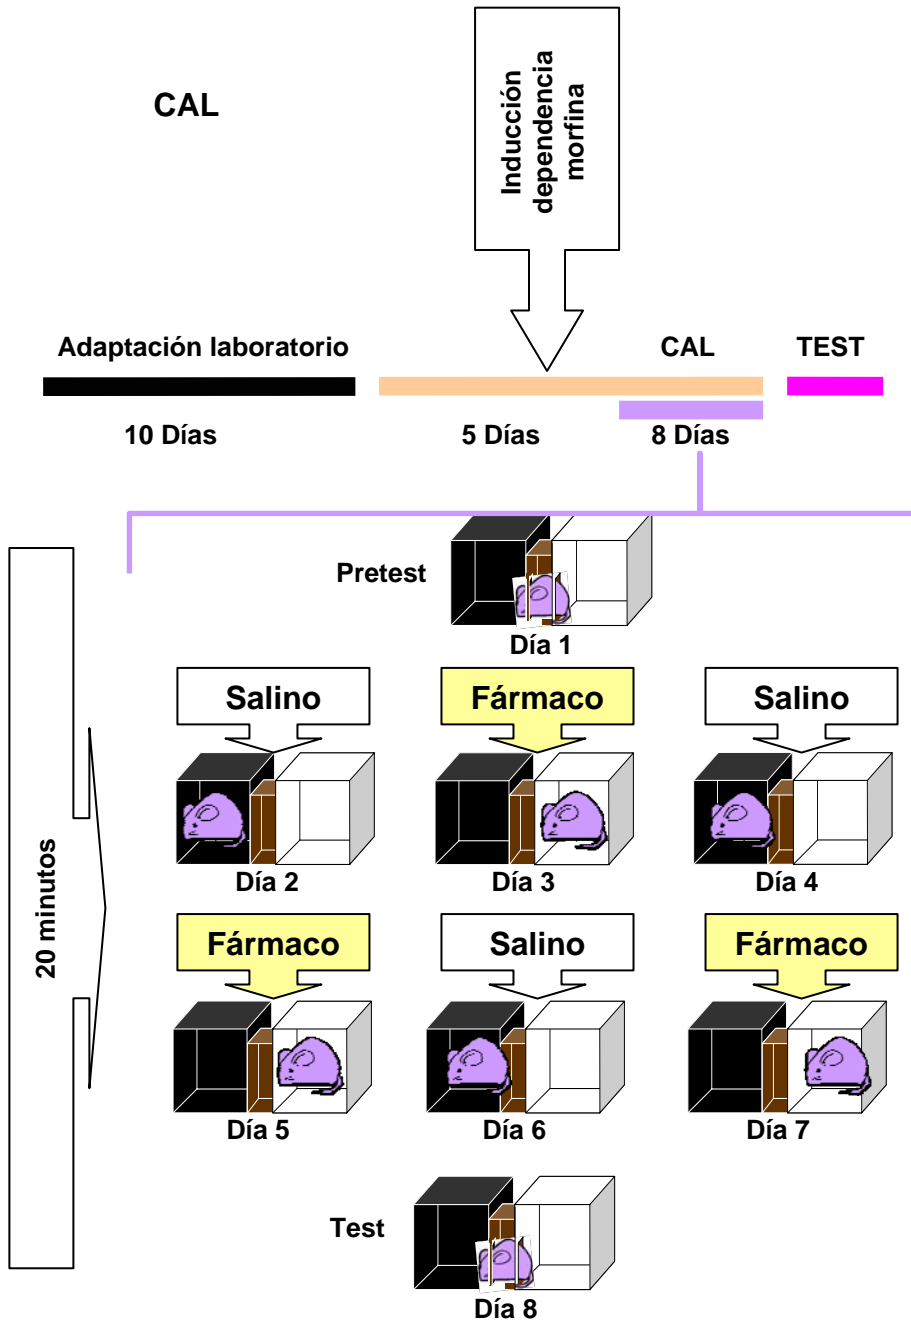 CAL
Inducción
dependencia
morfina
Adaptación laboratorio
CAL
TEST
10 Días
5 Días
8 Días
Pretest
Día 1
Salino
Fármaco
Salino
Día 2
Día 3
Día 4
20 minutos
Fármaco
Salino
Fármaco
Día 5
Día 6
Día 7
Test
Día 8